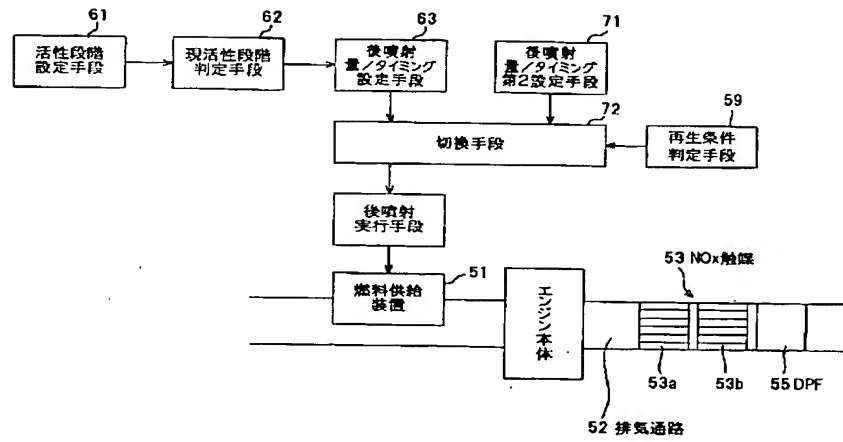 61
活性段階
設定手段
62
現活性段階
判定手段
63
後噴射
量/タイミング
設定手段
71
後噴射
量/タイミング
第2設定手段
72
切換手段
59
再生条件
判定手段
後噴射
実行手段
51
燃料供給
装置
エンジン本体
53 NOx触媒
53a
53b
55 DPF
52 排気通路